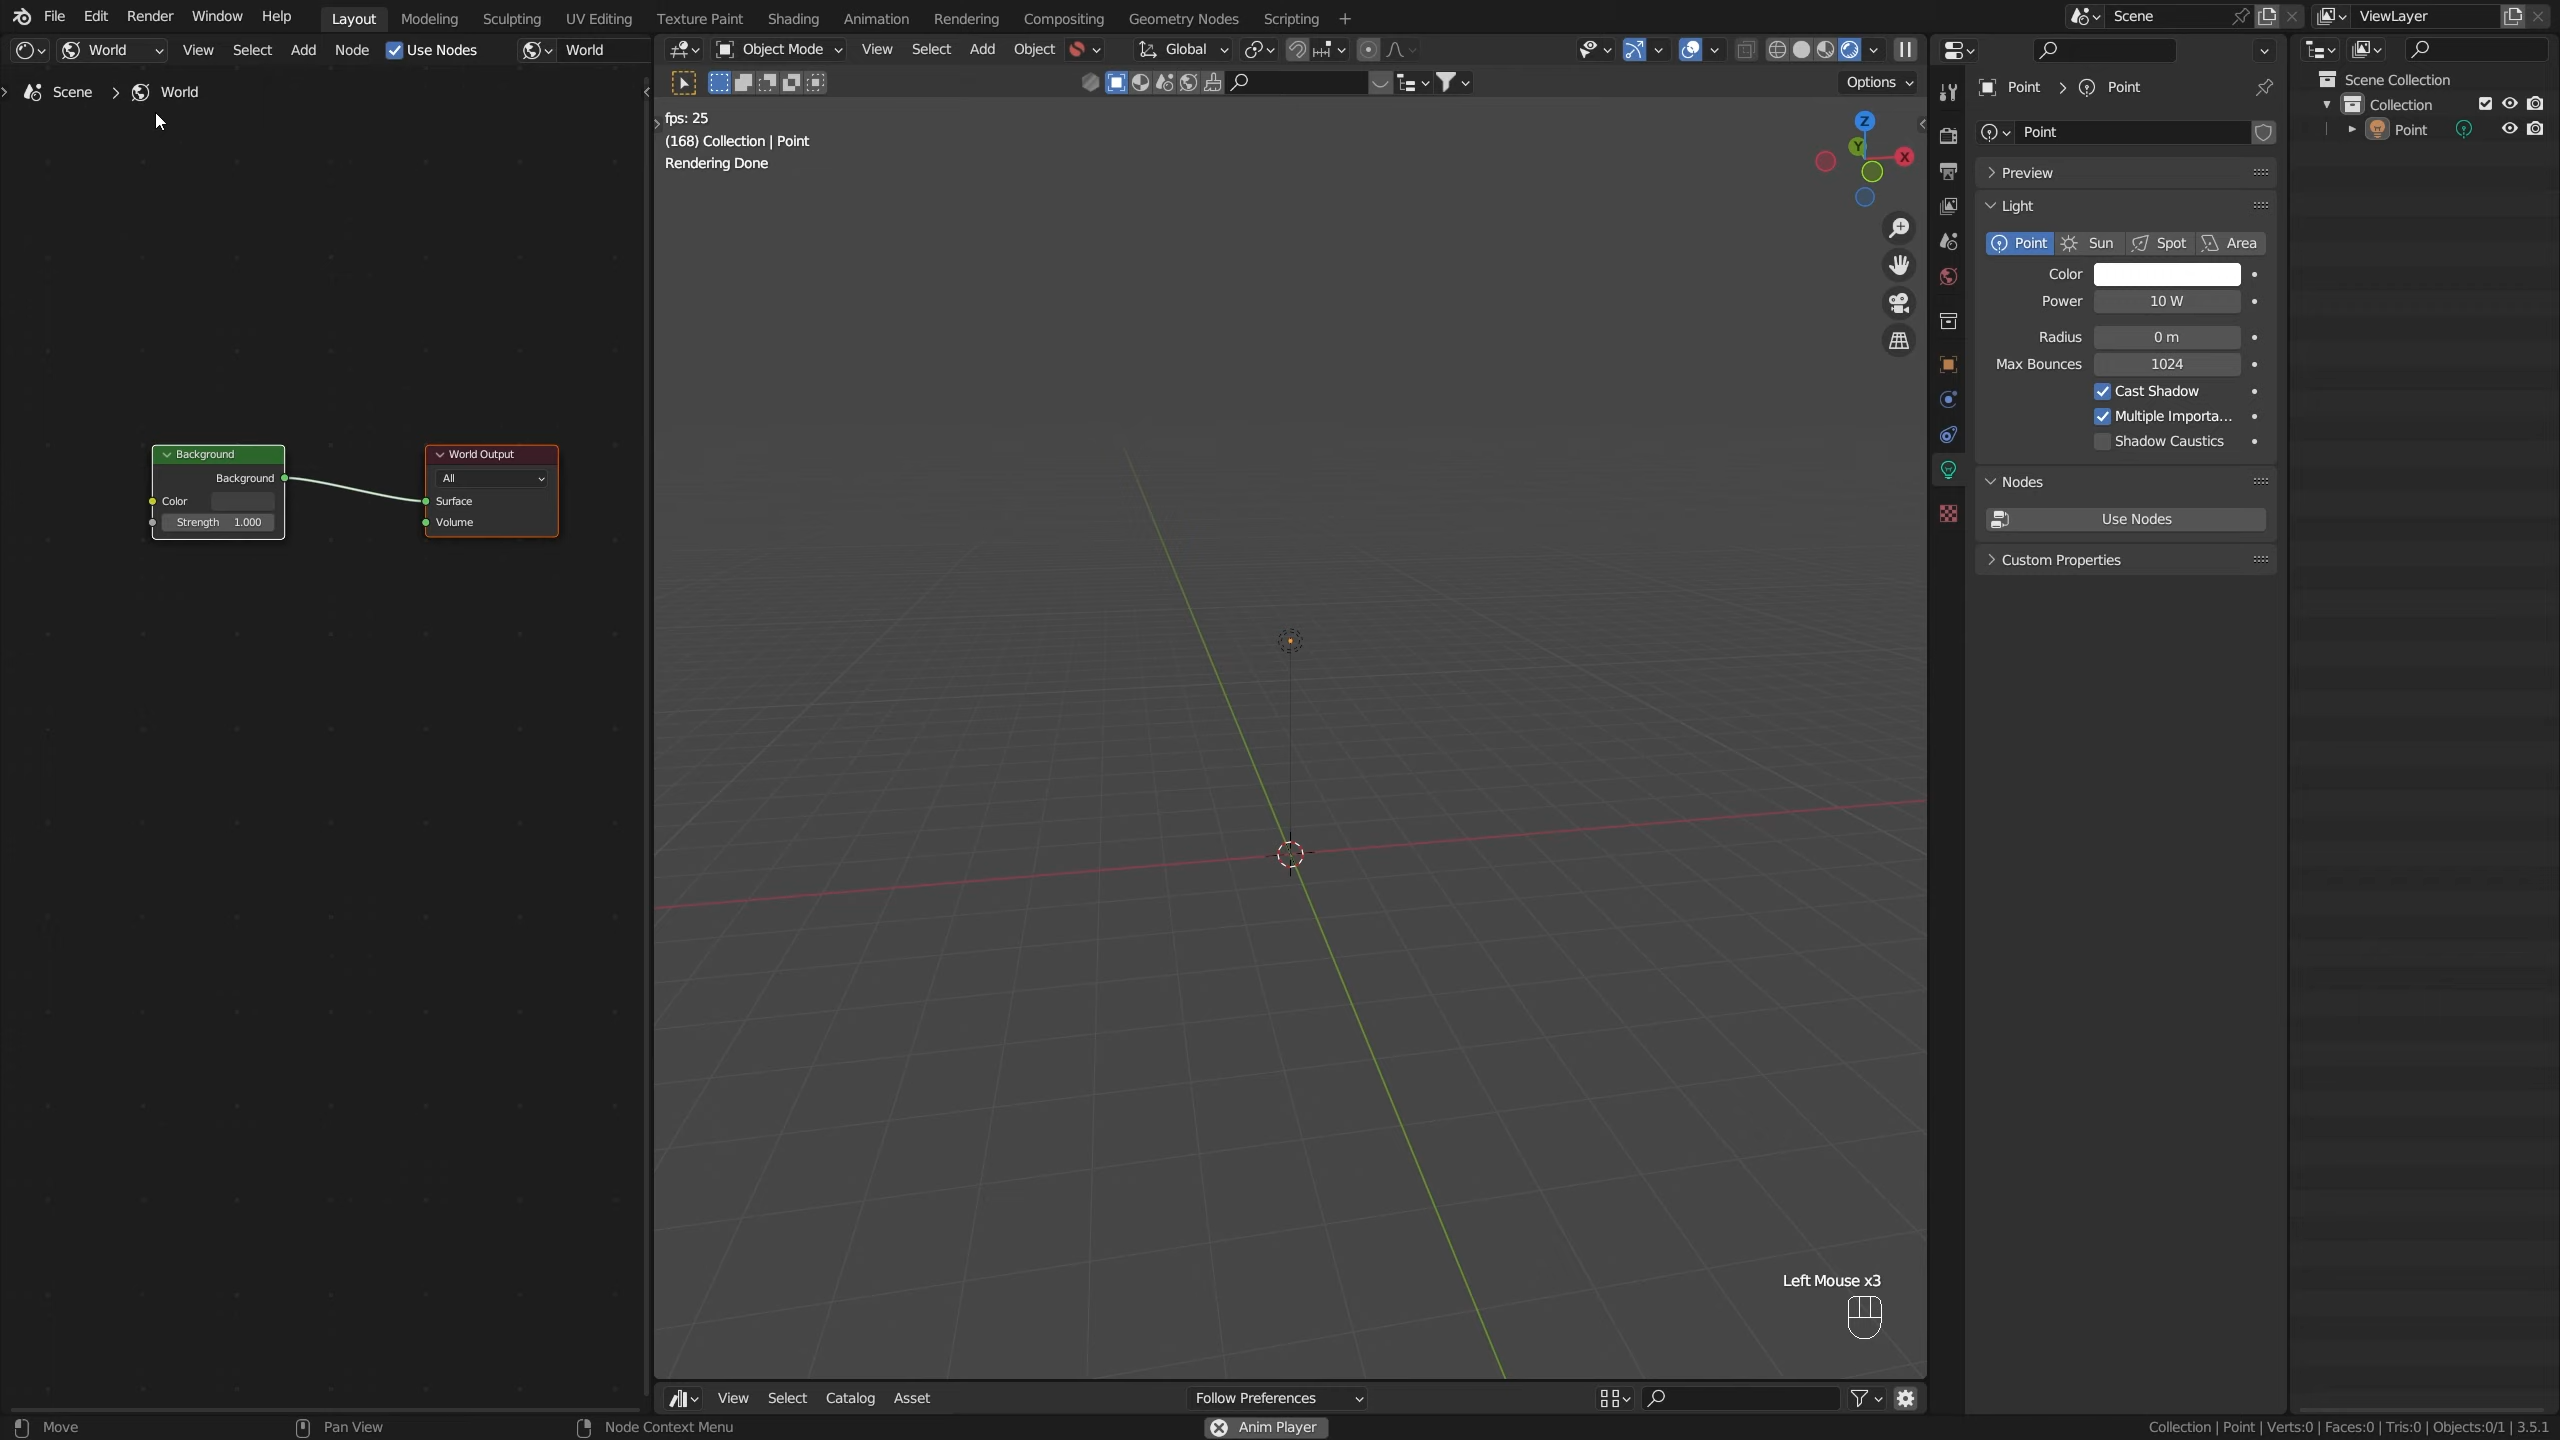 File Edit Render Window Help Layout Modeling Sculpting UV Editing Texture Paint Shading Animation Rendering Compositing Geometry Nodes Scripting + Scene ViewLayer
World View Select Add Node Use Nodes World Object Mode View Select Add Object Global
Options
Scene > World
fps: 25
(168) Collection | Point
Rendering Done
Z
Y
X
Background
Background
Color
Strength 1.000
World Output
All
Surface
Volume
Left Mouse x3
Point > Point
Point
Preview
Light
Point Sun Spot Area
Color
Power 10 W
Radius 0 m
Max Bounces 1024
Cast Shadow
Multiple Importa...
Shadow Caustics
Nodes
Use Nodes
Custom Properties
Scene Collection
Collection
Point
View Select Catalog Asset Follow Preferences
Move Pan View Node Context Menu Anim Player Collection | Point | Verts:0 | Faces:0 | Tris:0 | Objects:0/1 | 3.5.1